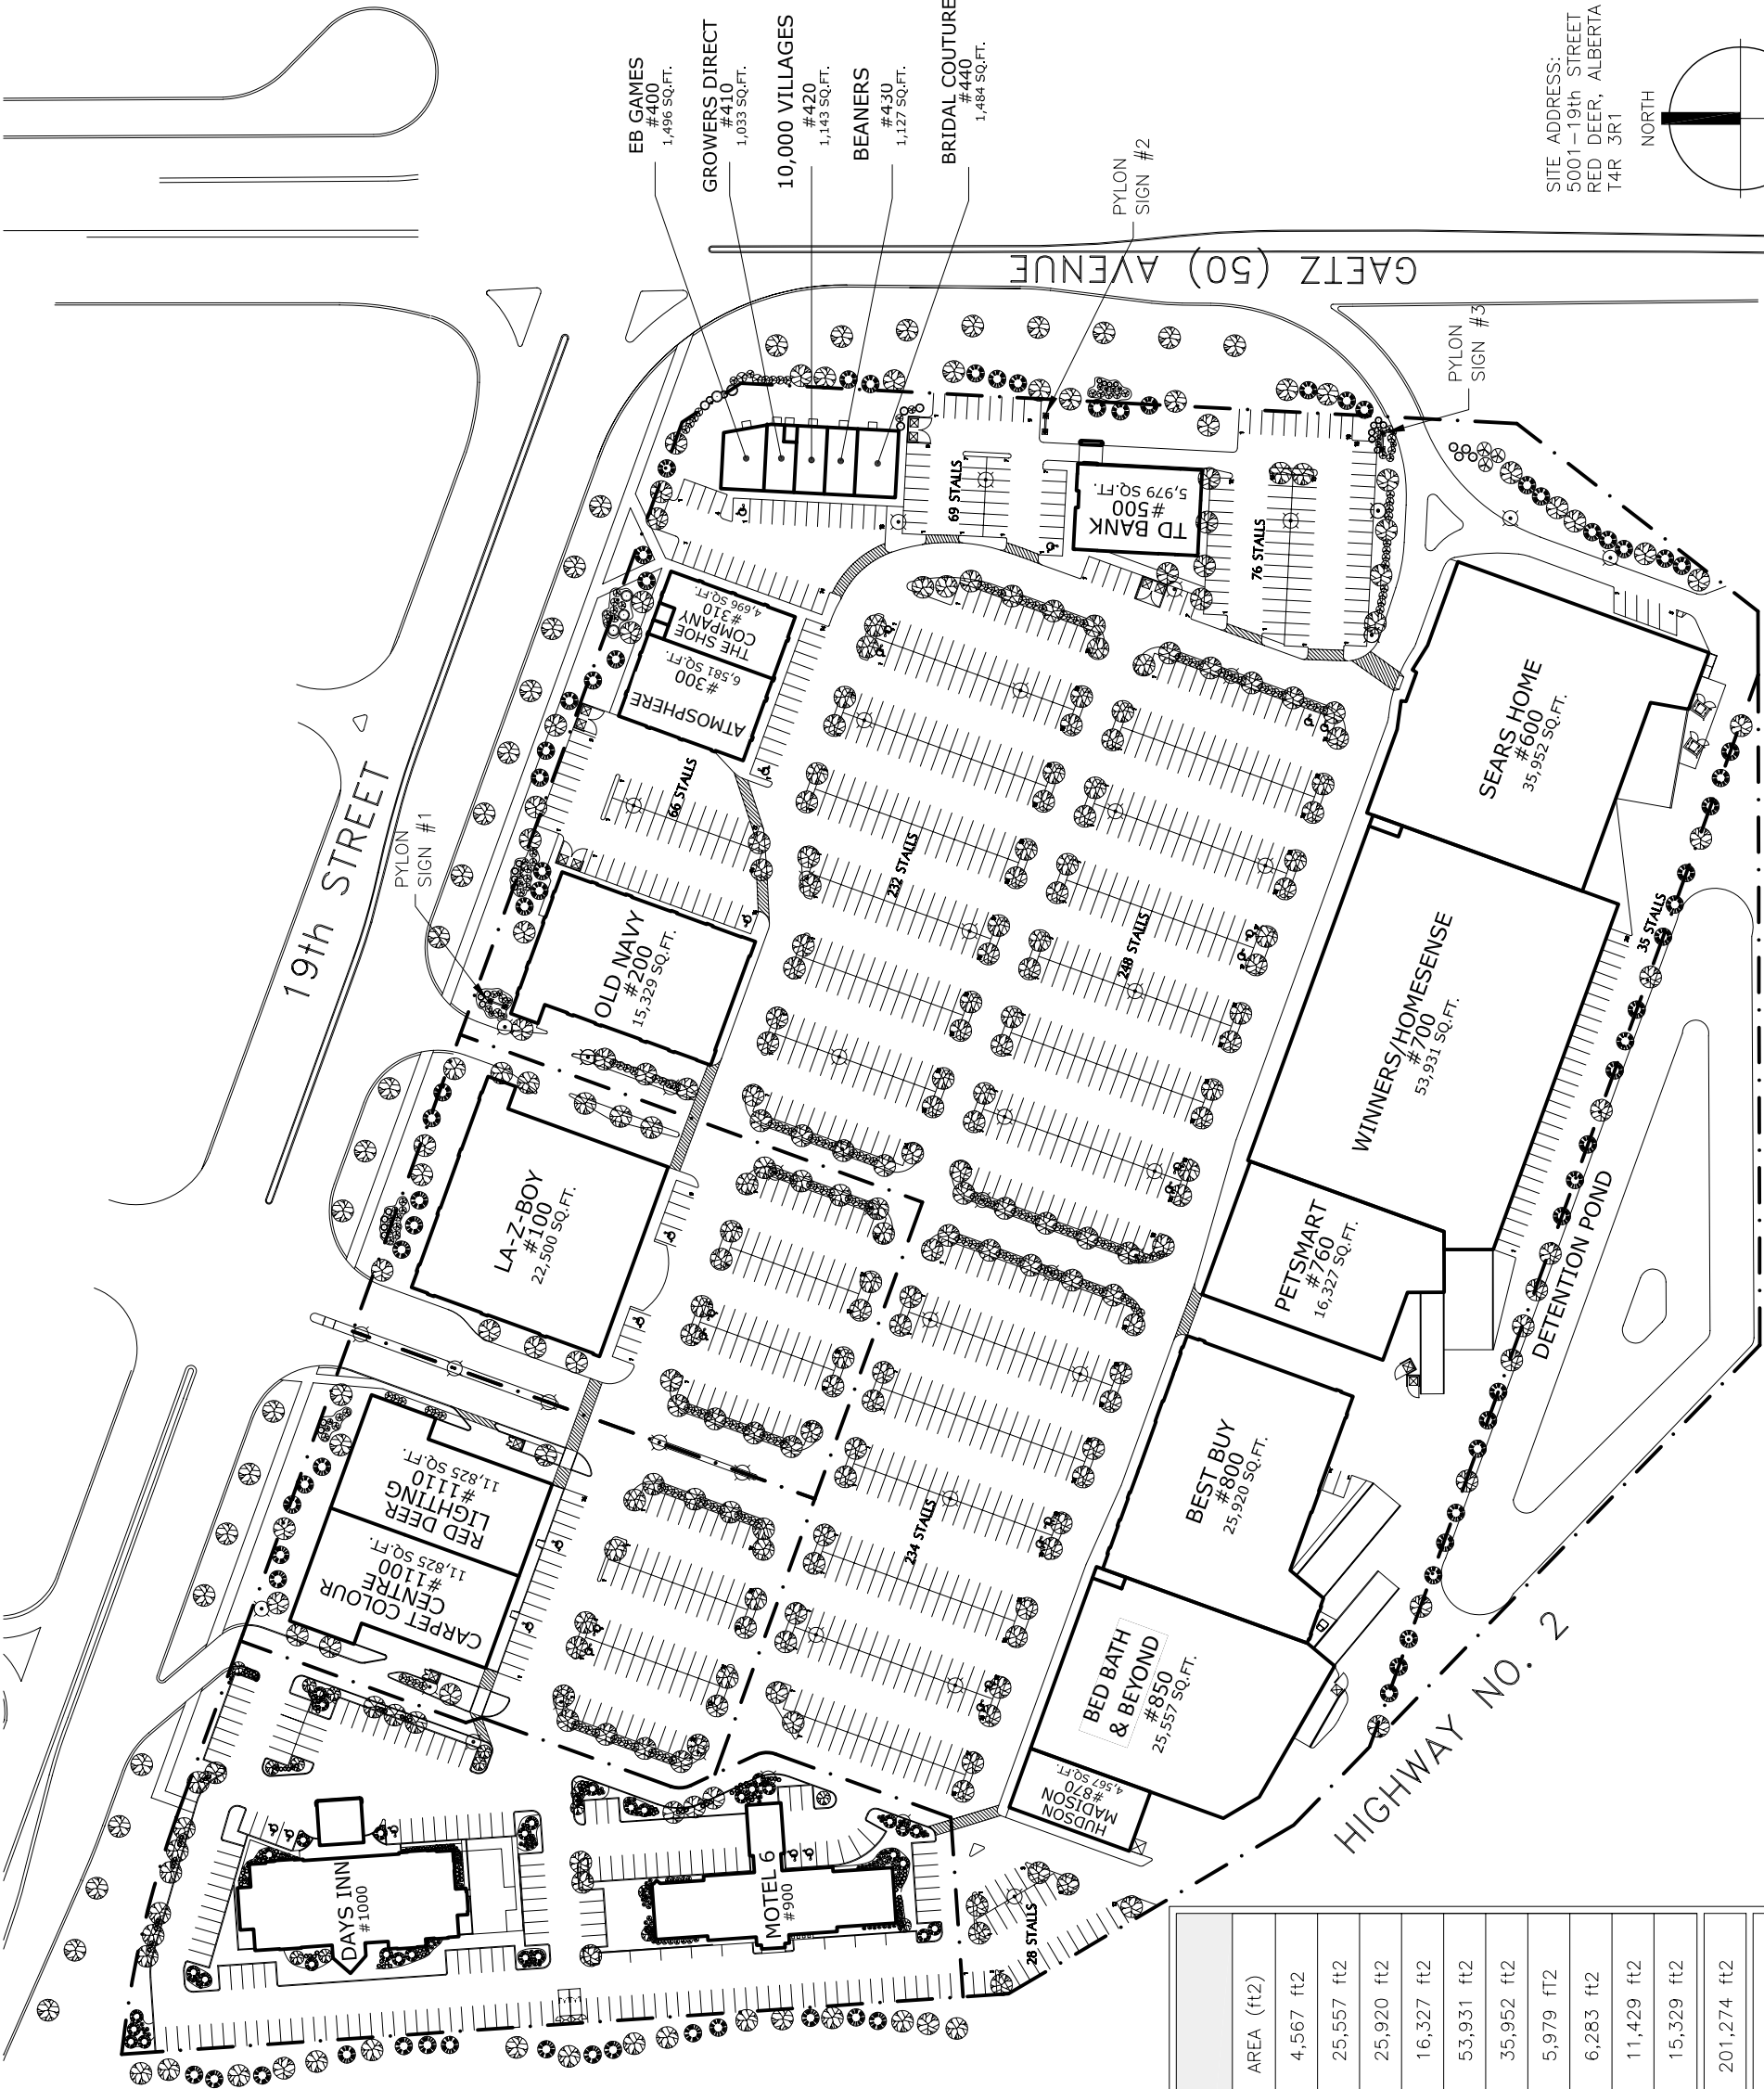 EB GAMES
#400
1,496 SQ.FT.
GROWERS DIRECT
#410
1,033 SQ.FT.
10,000 VILLAGES
#420
1,143 SQ.FT.
BEANERS
#430
1,127 SQ.FT.
BRIDAL COUTURE
#440
1,484 SQ.FT.
PYLON
SIGN #2
SITE ADDRESS:
5001-19th STREET
RED DEER, ALBERTA
T4R 3R1
NORTH
GAETZ (50) AVENUE
PYLON
SIGN #3
19th STREET
PYLON
SIGN #1
69 STALLS
TD BANK
#500
5,979 SQ.FT.
76 STALLS
THE SHOE
COMPANY
#310
4,696 SQ.FT.
ATMOSPHERE
#300
6,581 SQ.FT.
66 STALLS
OLD NAVY
#200
15,329 SQ.FT.
232 STALLS
248 STALLS
SEARS HOME
#600
35,952 SQ.FT.
WINNERS/HOMESENSE
#700
53,931 SQ.FT.
35 STALLS
LA-Z-BOY
#100
22,500 SQ.FT.
PETSMART
#760
16,327 SQ.FT.
DETENTION POND
RED DEER
LIGHTING
#1110
11,825 SQ.FT.
CARPET COLOUR
CENTRE
#1100
11,825 SQ.FT.
234 STALLS
BEST BUY
#800
25,920 SQ.FT.
BED BATH
& BEYOND
#850
25,557 SQ.FT.
HUDSON
MADISON
#870
4,567 SQ.FT.
HIGHWAY NO. 2
DAYS INN
#1000
MOTEL 6
#900
28 STALLS
AREA (ft2)
4,567 ft2
25,557 ft2
25,920 ft2
16,327 ft2
53,931 ft2
35,952 ft2
5,979 fT2
6,283 ft2
11,429 ft2
15,329 ft2
201,274 ft2